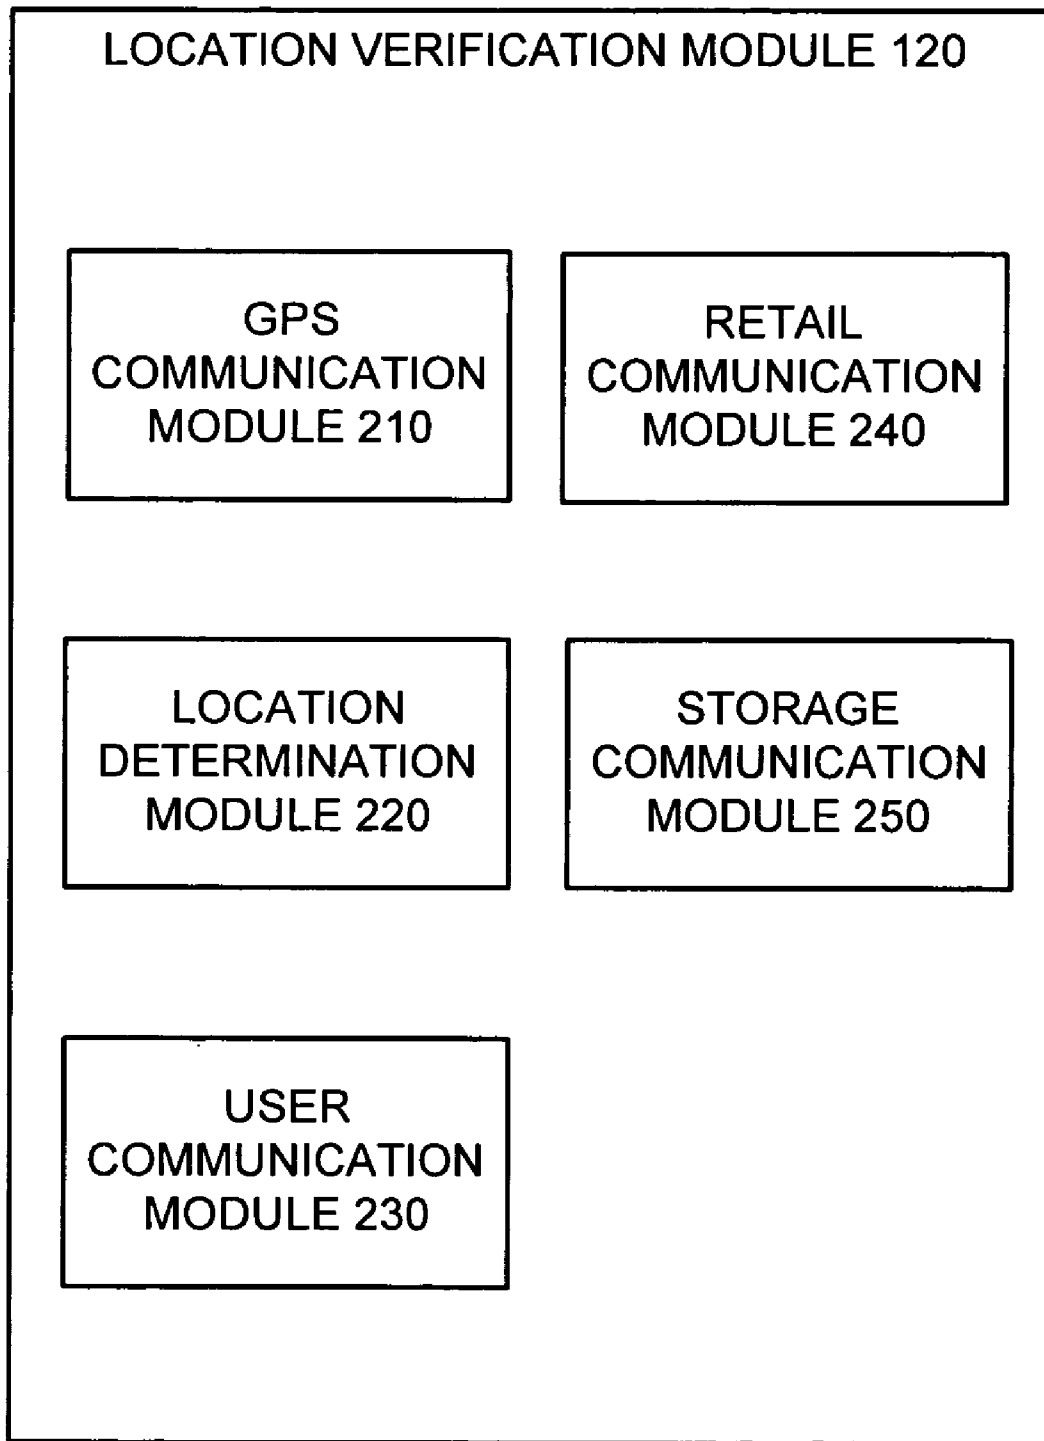 LOCATION VERIFICATION MODULE 120
GPS
COMMUNICATION
MODULE 210
RETAIL
COMMUNICATION
MODULE 240
LOCATION
DETERMINATION
MODULE 220
STORAGE
COMMUNICATION
MODULE 250
USER
COMMUNICATION
MODULE 230